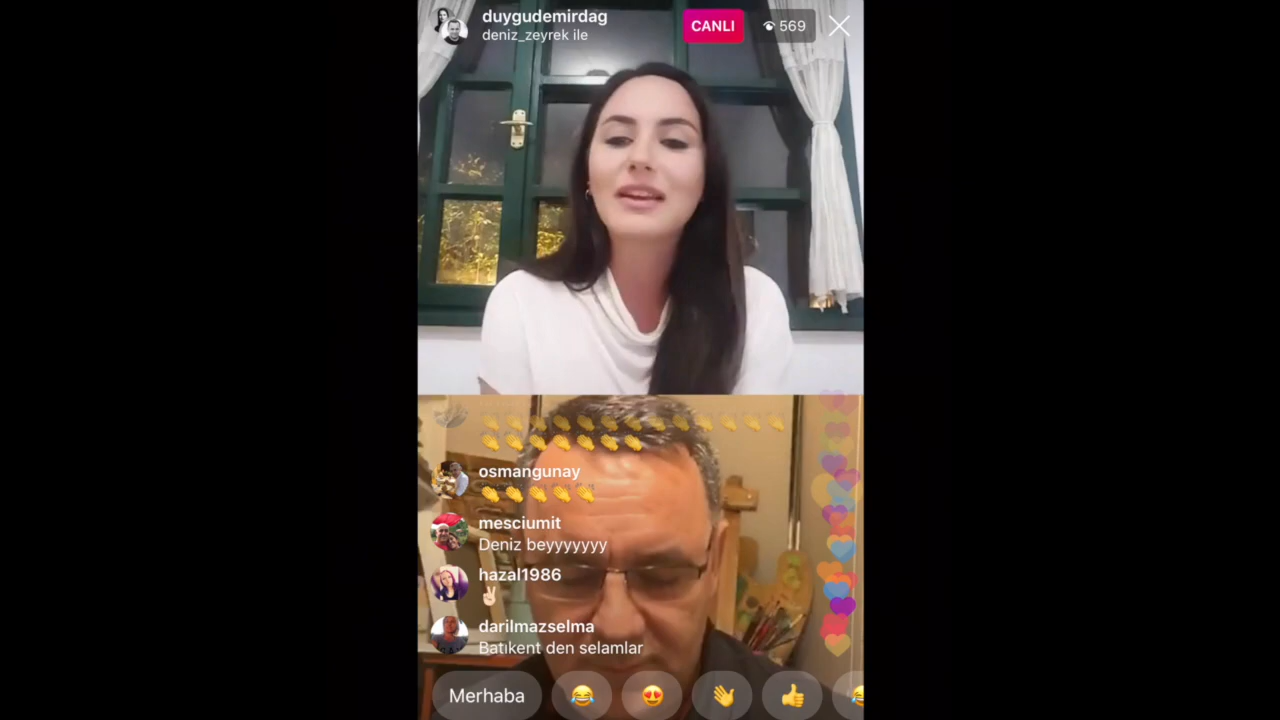 duygudemirdag
deniz_zeyrek ile
CANLI
569
osmangunay
mesciumit
Deniz beyyyyyyy
hazal1986
darilmazselma
Batıkent den selamlar
Merhaba